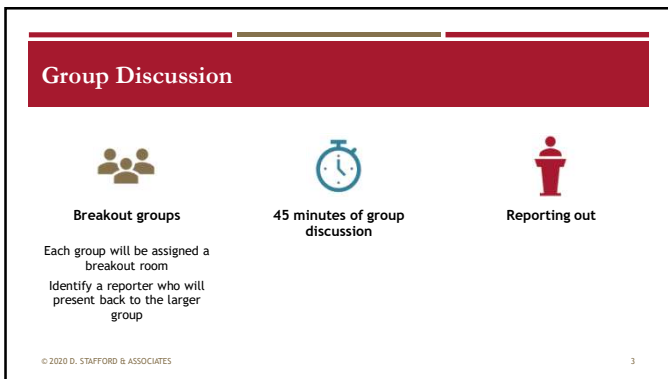 Group Discussion
Breakout groups
Each group will be assigned a
breakout room
Identify a reporter who will
present back to the larger
group
45 minutes of group
discussion
Reporting out
© 2020 D. STAFFORD & ASSOCIATES
3